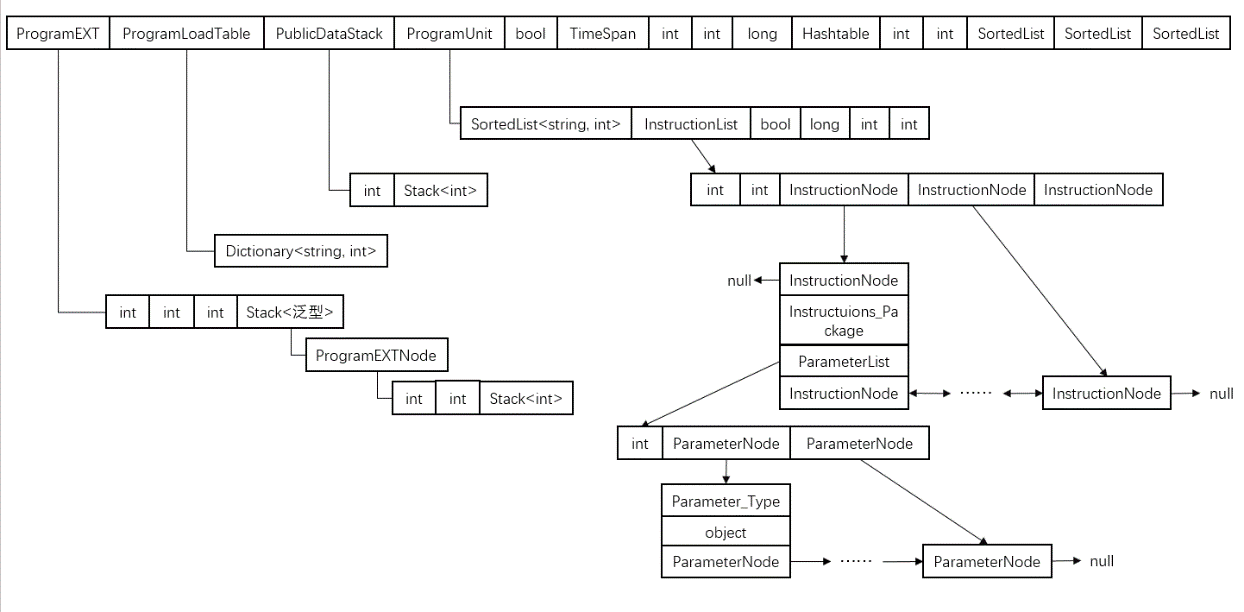 ProgramEXT ProgramLoadTable PublicDataStack ProgramUnit bool TimeSpan int int long Hashtable int int SortedList SortedList SortedList
SortedList<string, int> InstructionList bool long int int
int Stack<int>
int int InstructionNode InstructionNode InstructionNode
Dictionary<string, int>
null InstructionNode
int int int Stack<泛型>
Instructuions_Pa
ckage
ProgramEXTNode
ParameterList
int int Stack<int>
InstructionNode ...... InstructionNode null
int ParameterNode ParameterNode
Parameter_Type
object
ParameterNode ...... ParameterNode null